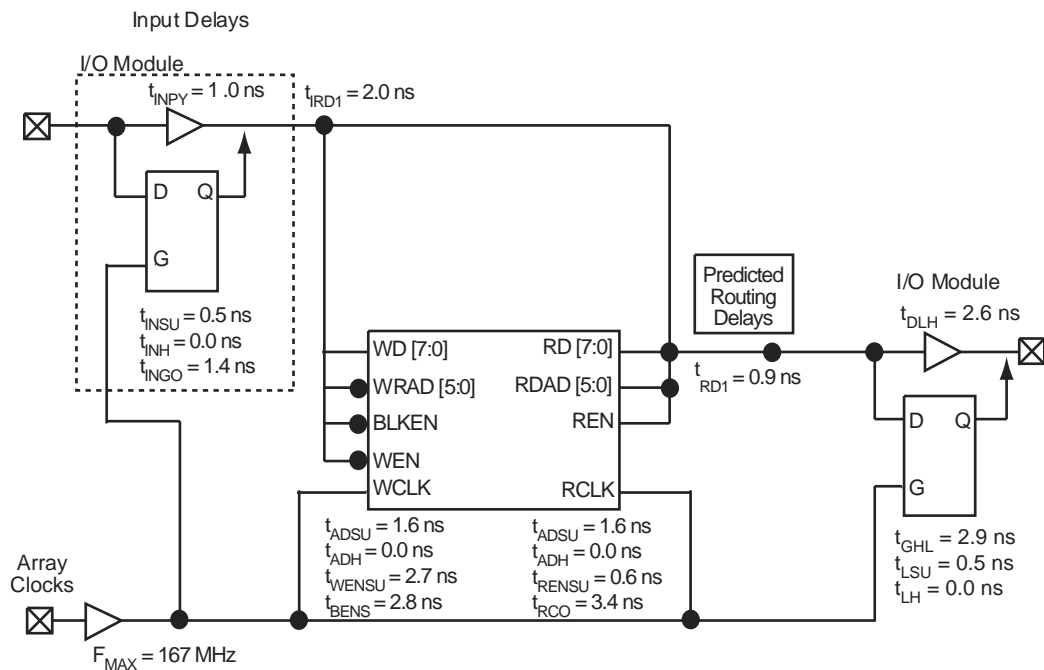 Input Delays
I/O Module
tINPY = 1 .0 ns
tIRD1 = 2.0 ns
D
Q
G
tINSU = 0.5 ns
tINH = 0.0 ns
tINGO = 1.4 ns
Predicted
Routing
Delays
I/O Module
tDLH = 2.6 ns
WD [7:0]
RD [7:0]
WRAD [5:0]
RDAD [5:0]
BLKEN
REN
WEN
WCLK
RCLK
tRD1 = 0.9 ns
D
Q
G
tADSU = 1.6 ns
tADH = 0.0 ns
tWENSU = 2.7 ns
tBENS = 2.8 ns
tADSU = 1.6 ns
tADH = 0.0 ns
tRENSU = 0.6 ns
tRCO = 3.4 ns
tGHL = 2.9 ns
tLSU = 0.5 ns
tLH = 0.0 ns
Array
Clocks
FMAX = 167 MHz